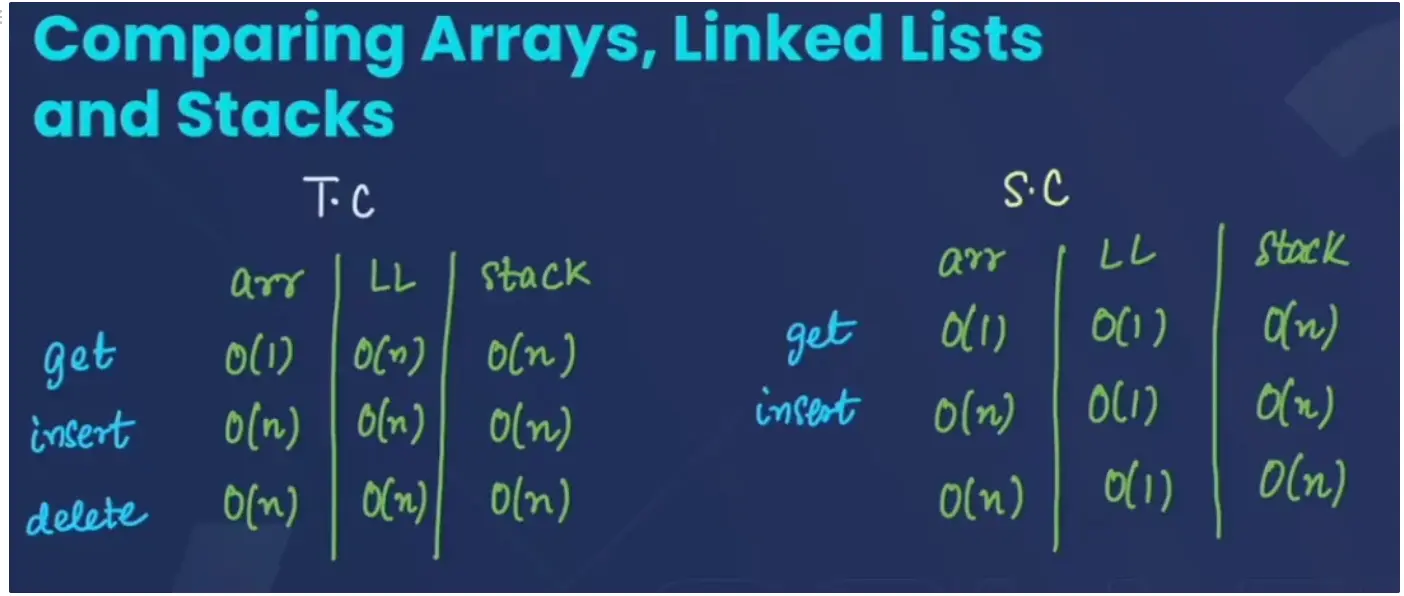 Comparing Arrays, Linked Lists
and Stacks
T.C
S.C
arr LL stack
get O(1) O(n) O(n)
insert O(n) O(n) O(n)
delete O(n) O(n) O(n)
arr LL Stack
get O(1) O(1) O(n)
insert O(n) O(1) O(n)
O(n) O(1) O(n)